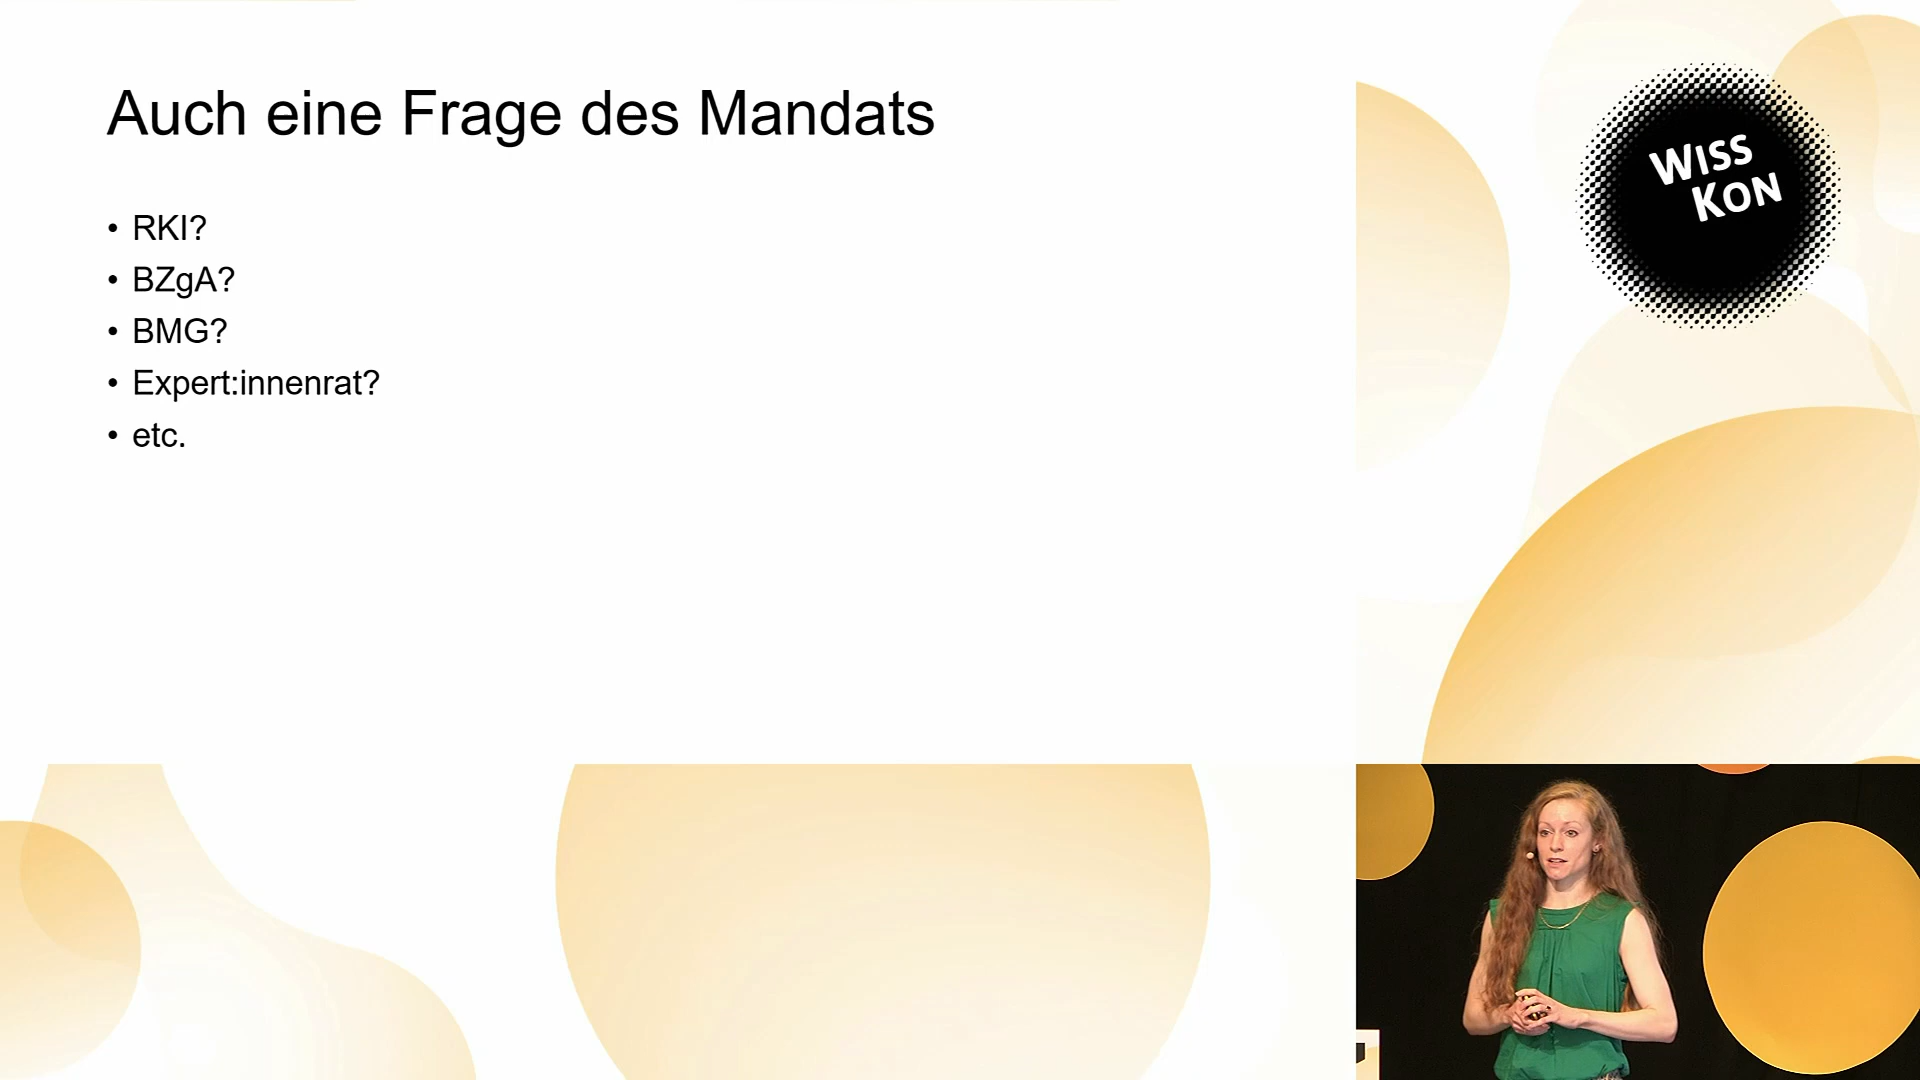 Auch eine Frage des Mandats
• RKI?
• BZgA?
• BMG?
• Expert:innenrat?
• etc.
WISS
KON